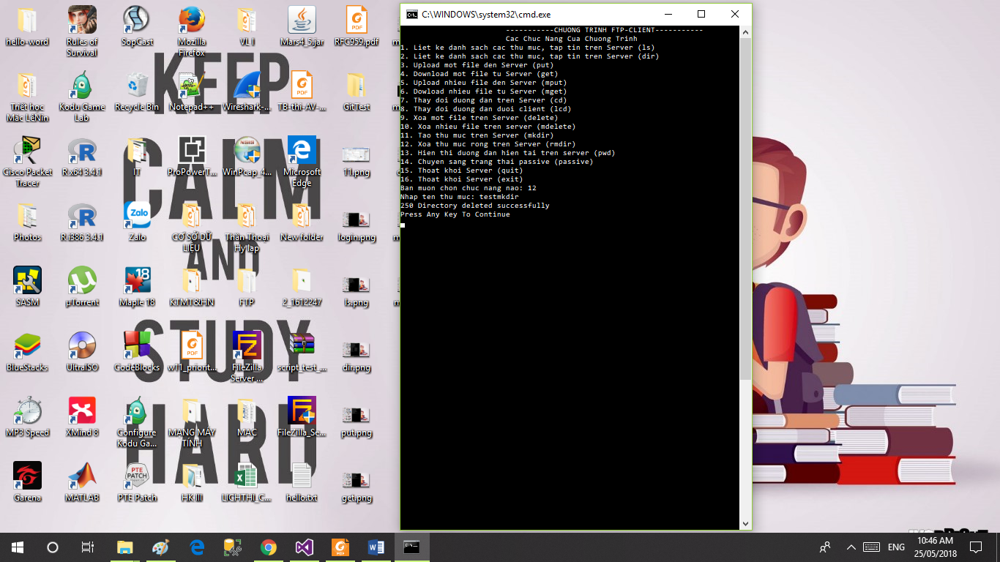 hello-word
Rules of
Survival
SopCast
Mozilla
Firefox
VL I
Mars4_5.jar
RFC959.pdf
Triết học
Mác LêNin
Kodu Game
Lab
Recycle Bin
Notepad++
Wireshark-...
TB-thi-AV-...
GitTest
Cisco Packet
Tracer
R x64 3.4.1
IT
ProPowerT...
WinPcap_4...
Microsoft
Edge
11.png
Photos
R i386 3.4.1
Zalo
Zalo
CƠ SỞ DỮ
LIỆU
Thần Thoại
Hy lạp
New folder
login.png
SASM
µTorrent
18
Maple 18
KTMT&HN
FTP
2_1612247
ls.png
BlueStacks
UltraISO
CodeBlocks
w11_priorit...
FileZilla
Server ...
script_test_...
dir.png
MP3 Speed
XMind 8
Configure
Kodu Ga...
MẠNG MÁY
TÍNH
MAC
FileZilla_Se...
put.png
Garena
MATLAB
PTE
PATCH
PTE Patch
HK III
LICHTHI_C...
hello.txt
get.png
KEEP
CALM
AND
STUDY
HARD
C:\WINDOWS\system32\cmd.exe
-----------CHUONG TRINH FTP-CLIENT-----------
Cac Chuc Nang Cua Chuong Trinh
1. Liet ke danh sach cac thu muc, tap tin tren Server (ls)
2. Liet ke danh sach cac thu muc, tap tin tren Server (dir)
3. Upload mot file den Server (put)
4. Download mot file tu Server (get)
5. Upload nhieu file den Server (mput)
6. Dowload nhieu file tu Server (mget)
7. Thay doi duong dan tren Server (cd)
8. Thay doi duong dan duoi client (lcd)
9. Xoa mot file tren Server (delete)
10. Xoa nhieu file tren server (mdelete)
11. Tao thu muc tren Server (mkdir)
12. Xoa thu muc rong tren Server (rmdir)
13. Hien thi duong dan hien tai tren server (pwd)
14. Chuyen sang trang thai passive (passive)
15. Thoat khoi Server (quit)
16. Thoat khoi Server (exit)
Ban muon chon chuc nang nao: 12
Nhap ten thu muc: testmkdir
250 Directory deleted successfully
Press Any Key To Continue
ENG
10:46 AM
25/05/2018